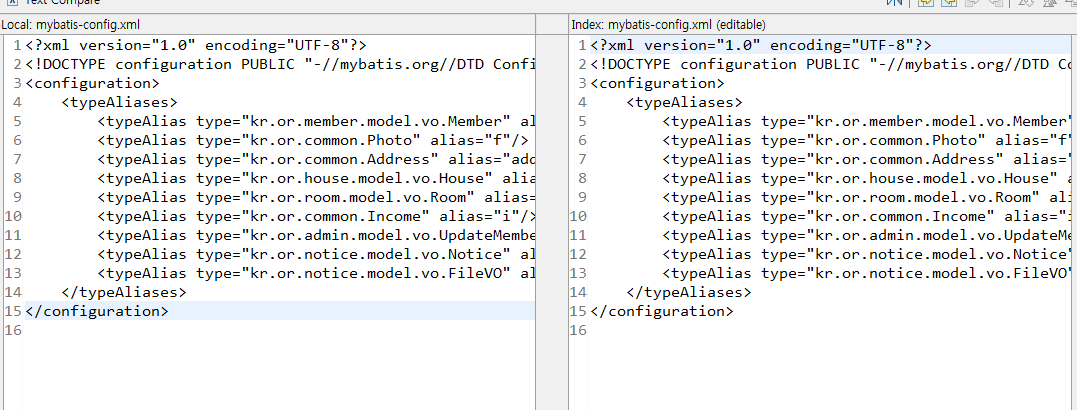 Text Compare
Local: mybatis-config.xml
1 <?xml version="1.0" encoding="UTF-8"?>
2 <!DOCTYPE configuration PUBLIC "-//mybatis.org//DTD Confi
3 <configuration>
4 <typeAliases>
5 <typeAlias type="kr.or.member.model.vo.Member" al
6 <typeAlias type="kr.or.common.Photo" alias="f"/>
7 <typeAlias type="kr.or.common.Address" alias="add
8 <typeAlias type="kr.or.house.model.vo.House" alia
9 <typeAlias type="kr.or.room.model.vo.Room" alias=
10 <typeAlias type="kr.or.common.Income" alias="i"/>
11 <typeAlias type="kr.or.admin.model.vo.UpdateMembe
12 <typeAlias type="kr.or.notice.model.vo.Notice" al
13 <typeAlias type="kr.or.notice.model.vo.FileVO" al
14 </typeAliases>
15 </configuration>
16
Index: mybatis-config.xml (editable)
1 <?xml version="1.0" encoding="UTF-8"?>
2 <!DOCTYPE configuration PUBLIC "-//mybatis.org//DTD Co
3 <configuration>
4 <typeAliases>
5 <typeAlias type="kr.or.member.model.vo.Member"
6 <typeAlias type="kr.or.common.Photo" alias="f"
7 <typeAlias type="kr.or.common.Address" alias="
8 <typeAlias type="kr.or.house.model.vo.House" a
9 <typeAlias type="kr.or.room.model.vo.Room" ali
10 <typeAlias type="kr.or.common.Income" alias="i
11 <typeAlias type="kr.or.admin.model.vo.UpdateMe
12 <typeAlias type="kr.or.notice.model.vo.Notice"
13 <typeAlias type="kr.or.notice.model.vo.FileVO"
14 </typeAliases>
15 </configuration>
16